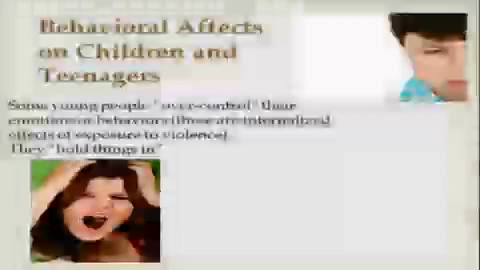 Behavioral Affects
on Children and
Teenagers
Some young people "over-control" their
emotions or behaviors (these are internalized
effects of exposure to violence).
They "hold things in"